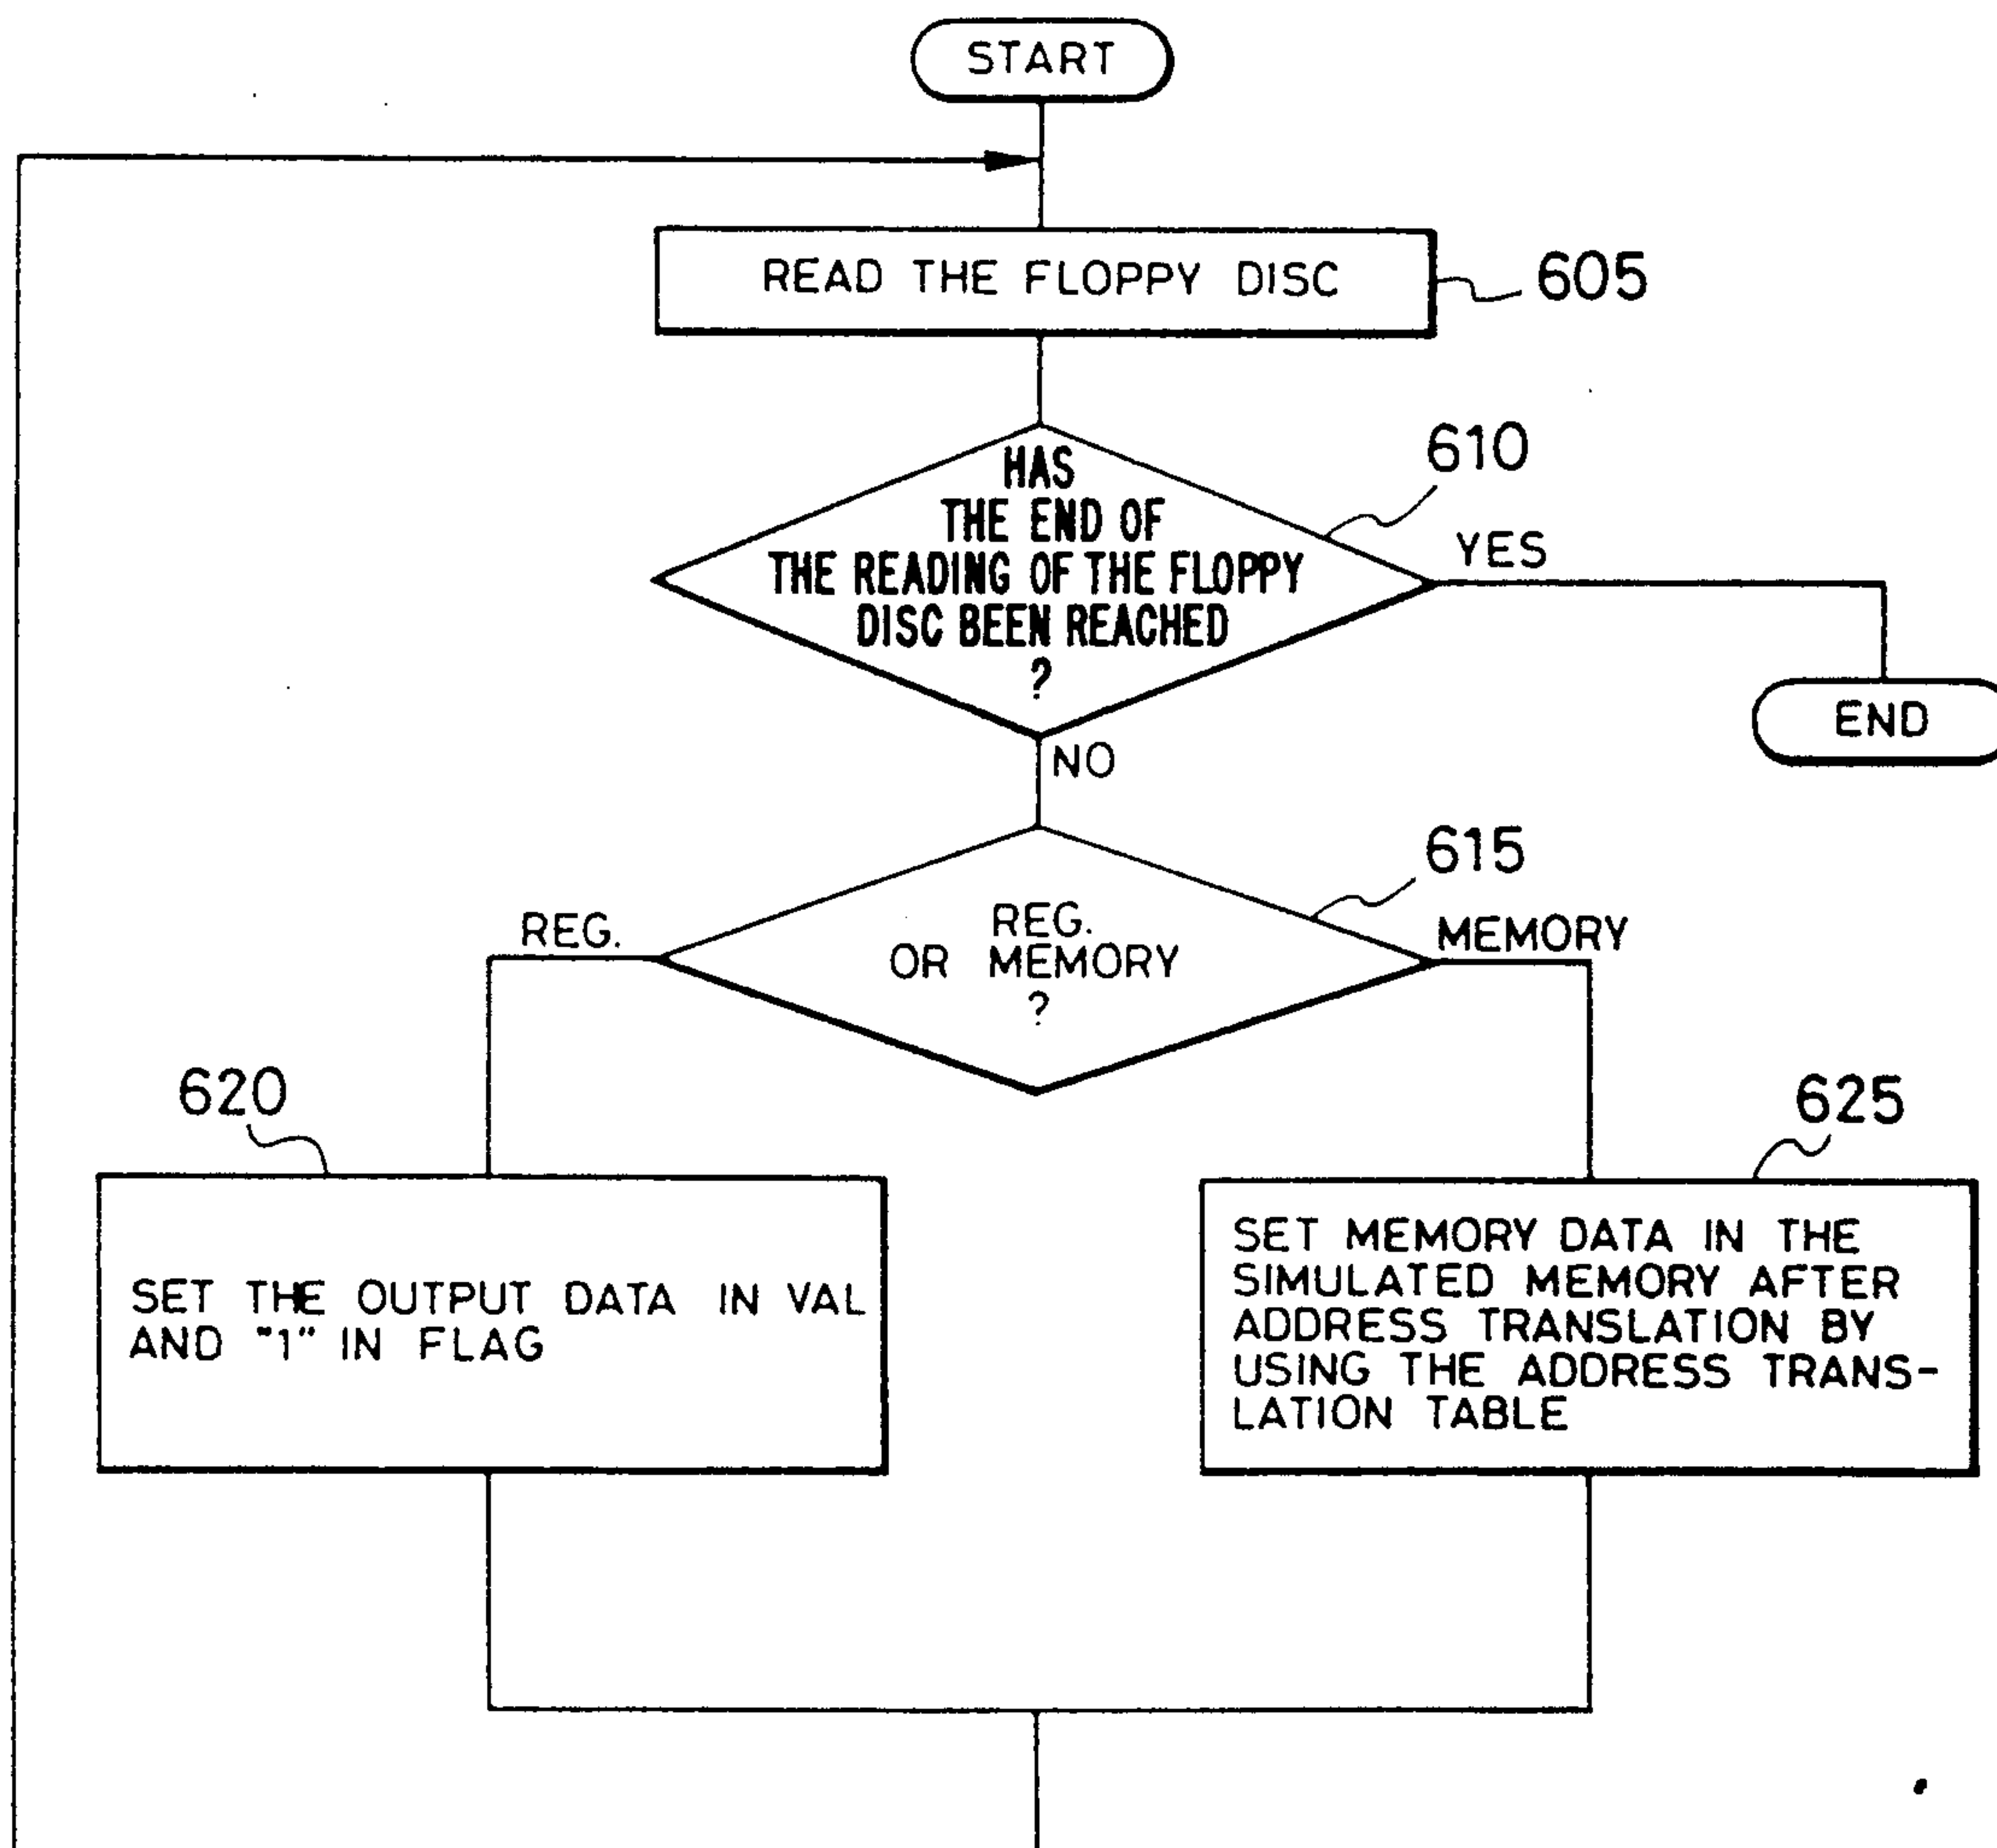 START
READ THE FLOPPY DISC
605
HAS
THE END OF
THE READING OF THE FLOPPY
DISC BEEN REACHED
?
610
YES
END
NO
615
REG.
REG.
OR MEMORY
?
MEMORY
620
625
SET THE OUTPUT DATA IN VAL
AND "1" IN FLAG
SET MEMORY DATA IN THE
SIMULATED MEMORY AFTER
ADDRESS TRANSLATION BY
USING THE ADDRESS TRANS-
LATION TABLE